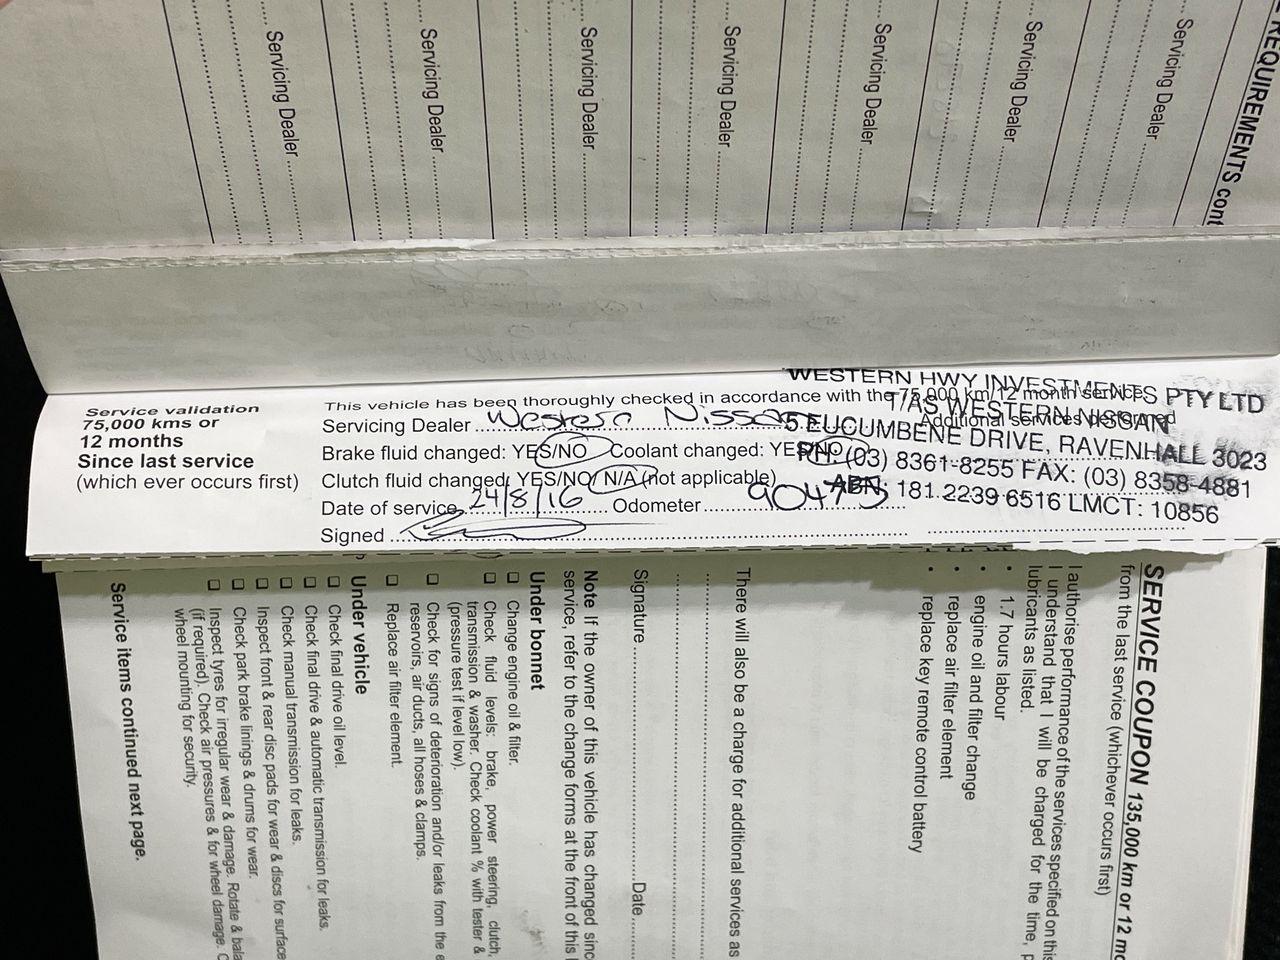 REQUIREMENTS cont
Servicing Dealer
Servicing Dealer
Servicing Dealer
Servicing Dealer
Servicing Dealer
Servicing Dealer
Servicing Dealer
Service validation
75,000 kms or
12 months
Since last service
(which ever occurs first)
This vehicle has been thoroughly checked in accordance with the 75,000 km/12 month services
Additional services performed
Servicing Dealer Western Nissan
Brake fluid changed: YES/NO Coolant changed: YES/NO
Clutch fluid changed: YES/NO/ N/A (not applicable)
Date of service 24/8/16 Odometer 90475
Signed
WESTERN HWY INVESTMENTS PTY LTD
T/AS WESTERN NISSAN
5 EUCUMBENE DRIVE, RAVENHALL 3023
PH: (03) 8361-8255 FAX: (03) 8358-4881
ABN: 181 2239 6516 LMCT: 10856
SERVICE COUPON 135,000 km or 12 mo
from the last service (whichever occurs first)
I authorise performance of the services specified on this
I understand that I will be charged for the time, p
lubricants as listed.
• 1.7 hours labour
• engine oil and filter change
• replace air filter element
• replace key remote control battery
There will also be a charge for additional services as
Signature Date
Note If the owner of this vehicle has changed sinc
service, refer to the change forms at the front of this
Under bonnet
❑ Change engine oil & filter.
❑ Check fluid levels: brake, power steering, clutch,
transmission & washer. Check coolant % with tester &
(pressure test if level low).
❑ Check for signs of deterioration and/or leaks from the e
reservoirs, air ducts, all hoses & clamps.
❑ Replace air filter element.
Under vehicle
❑ Check final drive oil level.
❑ Check final drive & automatic transmission for leaks.
❑ Check manual transmission for leaks.
❑ Inspect front & rear disc pads for wear & discs for surface
❑ Check park brake linings & drums for wear.
❑ Inspect tyres for irregular wear & damage. Rotate & bala
(if required). Check air pressures & for wheel damage. C
wheel mounting for security.
Service items continued next page.